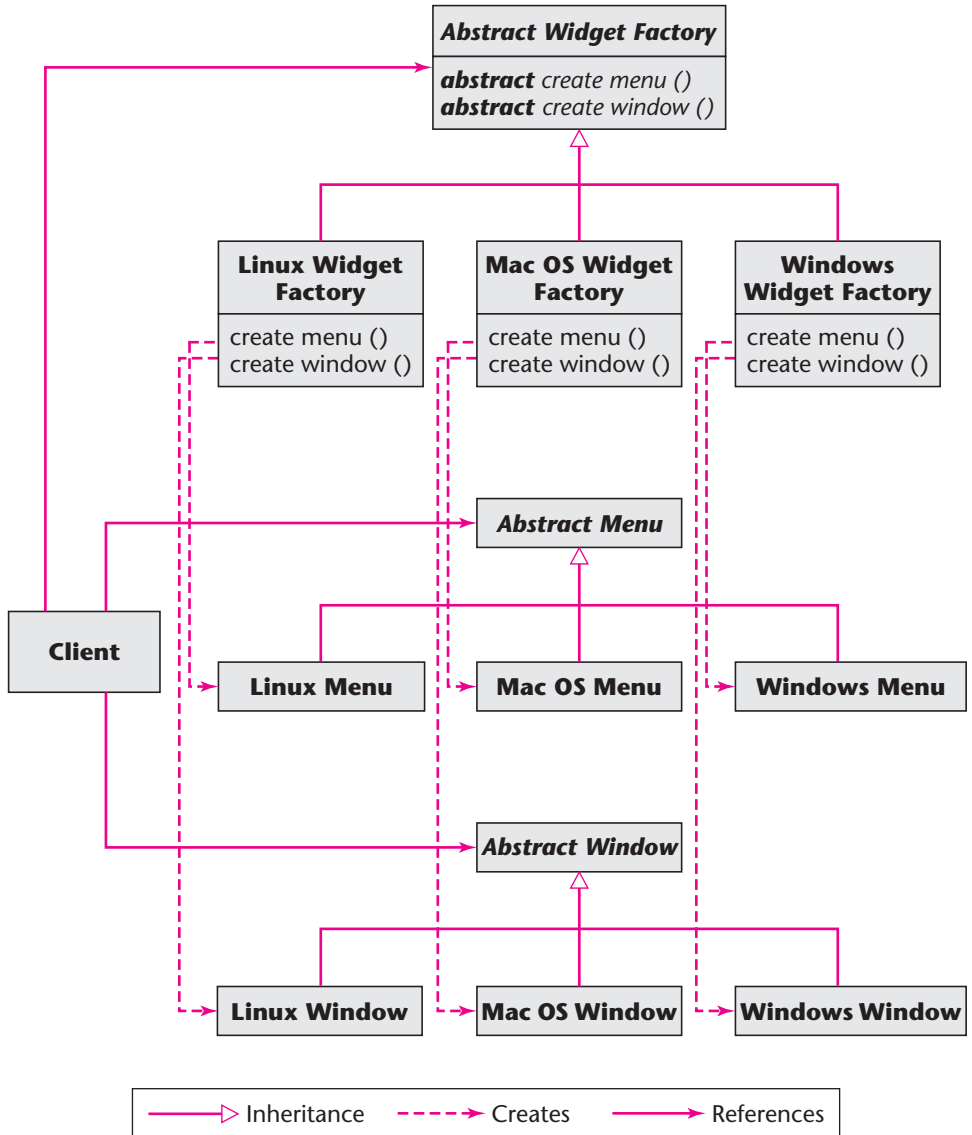 Abstract Widget Factory
abstract create menu ()
abstract create window ()
Linux Widget
Factory
create menu ()
create window ()
Mac OS Widget
Factory
create menu ()
create window ()
Windows
Widget Factory
create menu ()
create window ()
Abstract Menu
Client
Linux Menu
Mac OS Menu
Windows Menu
Abstract Window
Linux Window
Mac OS Window
Windows Window
Inheritance
Creates
References